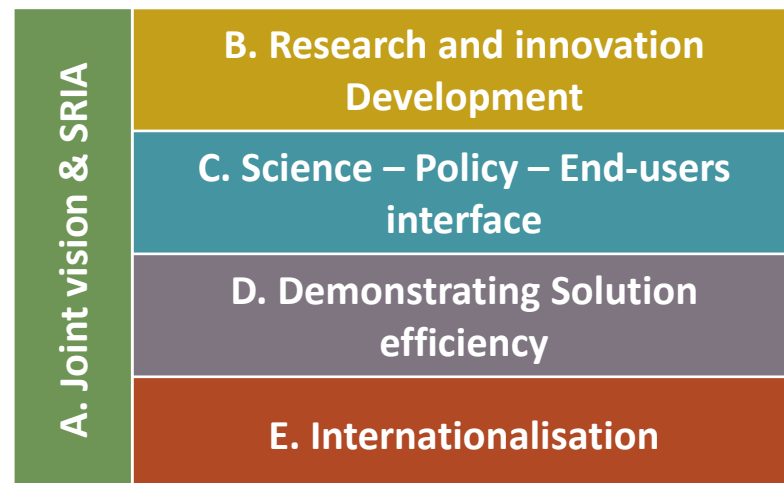 A. Joint vision & SRIA
B. Research and innovation
Development
C. Science – Policy – End-users
interface
D. Demonstrating Solution
efficiency
E. Internationalisation